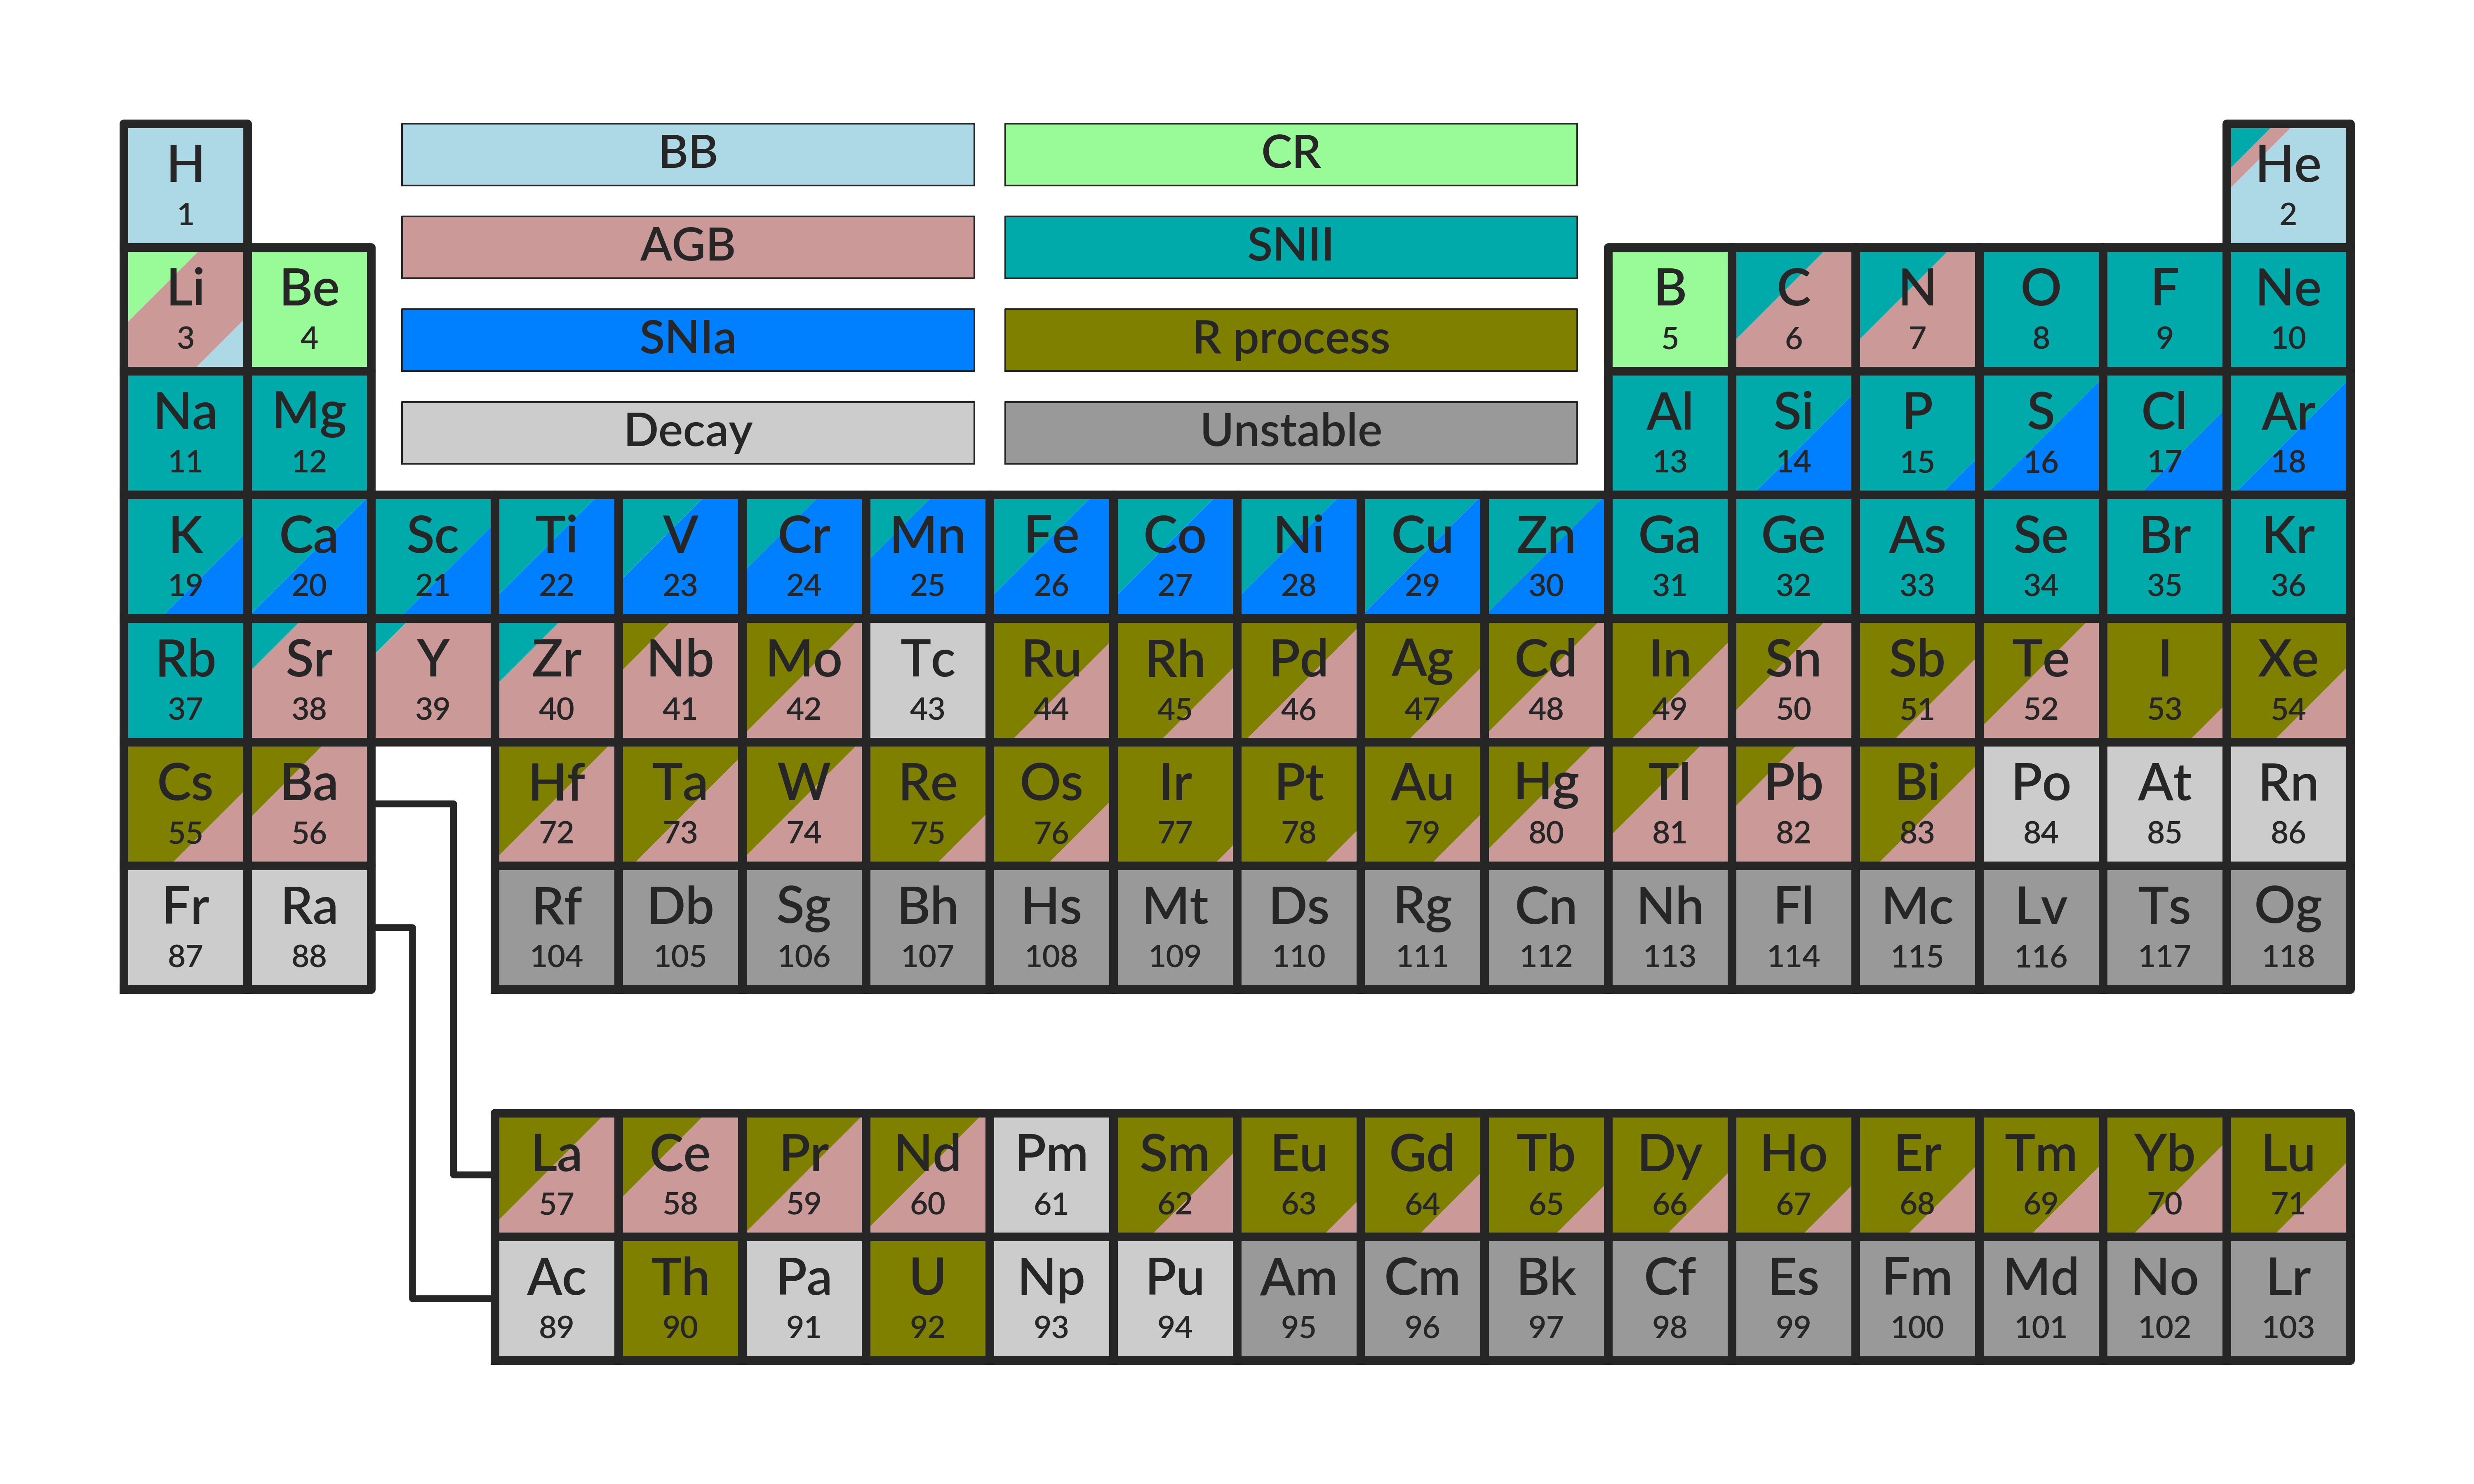 H BB CR He
1 2
AGB SNII
Li Be B C N O F Ne
3 4 5 6 7 8 9 10
SNIa R process
Na Mg Decay Unstable Al Si P S Cl Ar
11 12 13 14 15 16 17 18
K Ca Sc Ti V Cr Mn Fe Co Ni Cu Zn Ga Ge As Se Br Kr
19 20 21 22 23 24 25 26 27 28 29 30 31 32 33 34 35 36
Rb Sr Y Zr Nb Mo Tc Ru Rh Pd Ag Cd In Sn Sb Te I Xe
37 38 39 40 41 42 43 44 45 46 47 48 49 50 51 52 53 54
Cs Ba Hf Ta W Re Os Ir Pt Au Hg Tl Pb Bi Po At Rn
55 56 72 73 74 75 76 77 78 79 80 81 82 83 84 85 86
Fr Ra Rf Db Sg Bh Hs Mt Ds Rg Cn Nh Fl Mc Lv Ts Og
87 88 104 105 106 107 108 109 110 111 112 113 114 115 116 117 118
La Ce Pr Nd Pm Sm Eu Gd Tb Dy Ho Er Tm Yb Lu
57 58 59 60 61 62 63 64 65 66 67 68 69 70 71
Ac Th Pa U Np Pu Am Cm Bk Cf Es Fm Md No Lr
89 90 91 92 93 94 95 96 97 98 99 100 101 102 103